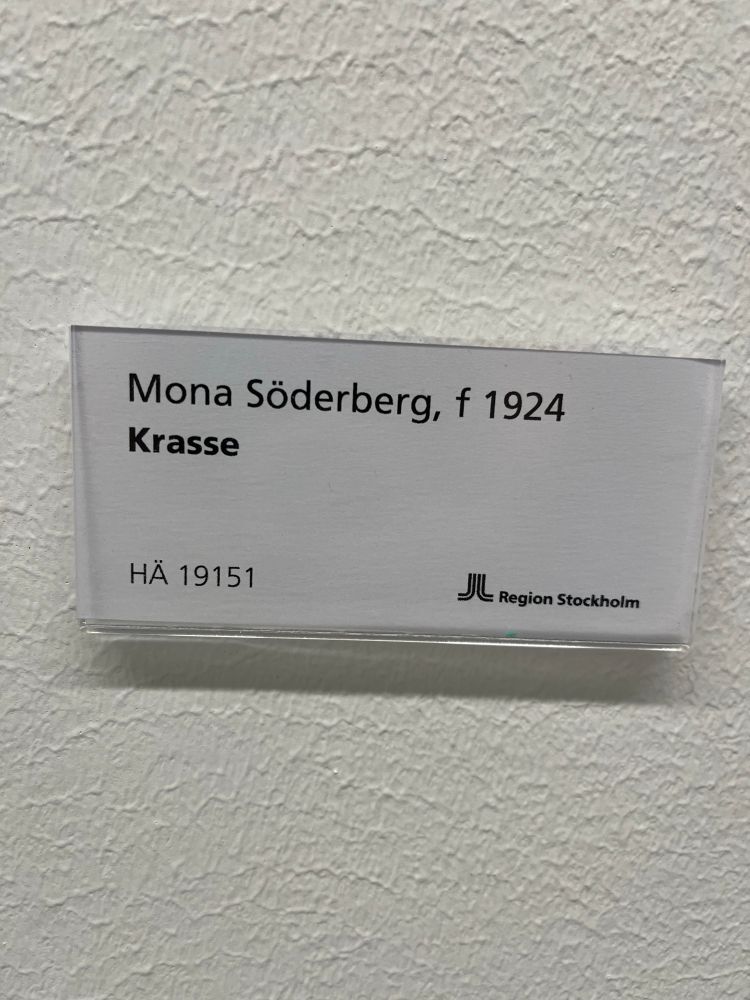 Mona Söderberg, f 1924
Krasse
HÄ 19151
Region Stockholm